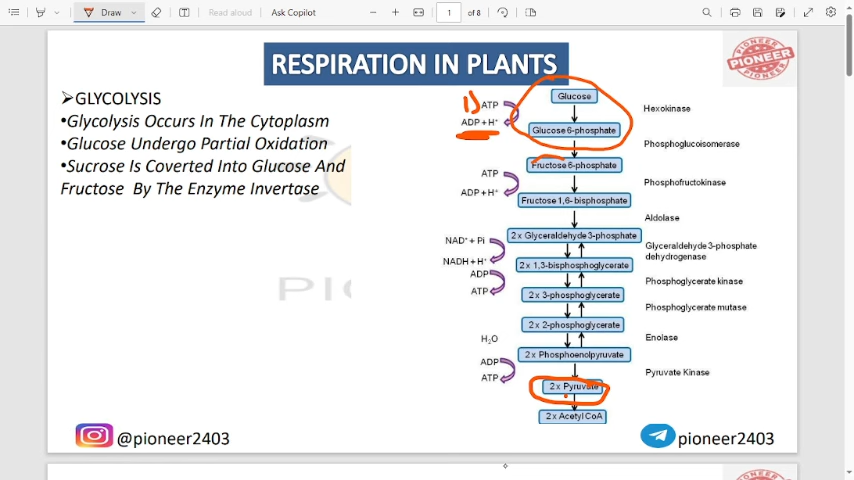 Draw
Read aloud
Ask Copilot
1 of 8
RESPIRATION IN PLANTS
PIONEER
PIONEER
➤GLYCOLYSIS
•Glycolysis Occurs In The Cytoplasm
•Glucose Undergo Partial Oxidation
•Sucrose Is Coverted Into Glucose And
Fructose By The Enzyme Invertase
1)
ATP
ADP + H⁺
ATP
ADP + H⁺
NAD⁺ + Pi
NADH + H⁺
ADP
ATP
H₂O
ADP
ATP
Glucose
Glucose 6-phosphate
Fructose 6-phosphate
Fructose 1,6- bisphosphate
2 x Glyceraldehyde 3-phosphate
2 x 1,3-bisphosphoglycerate
2 x 3-phosphoglycerate
2 x 2-phosphoglycerate
2 x Phosphoenolpyruvate
2 x Pyruvate
2 x Acetyl CoA
Hexokinase
Phosphoglucoisomerase
Phosphofructokinase
Aldolase
Glyceraldehyde 3-phosphate
dehydrogenase
Phosphoglycerate kinase
Phosphoglycerate mutase
Enolase
Pyruvate Kinase
PIO
@pioneer2403
pioneer2403